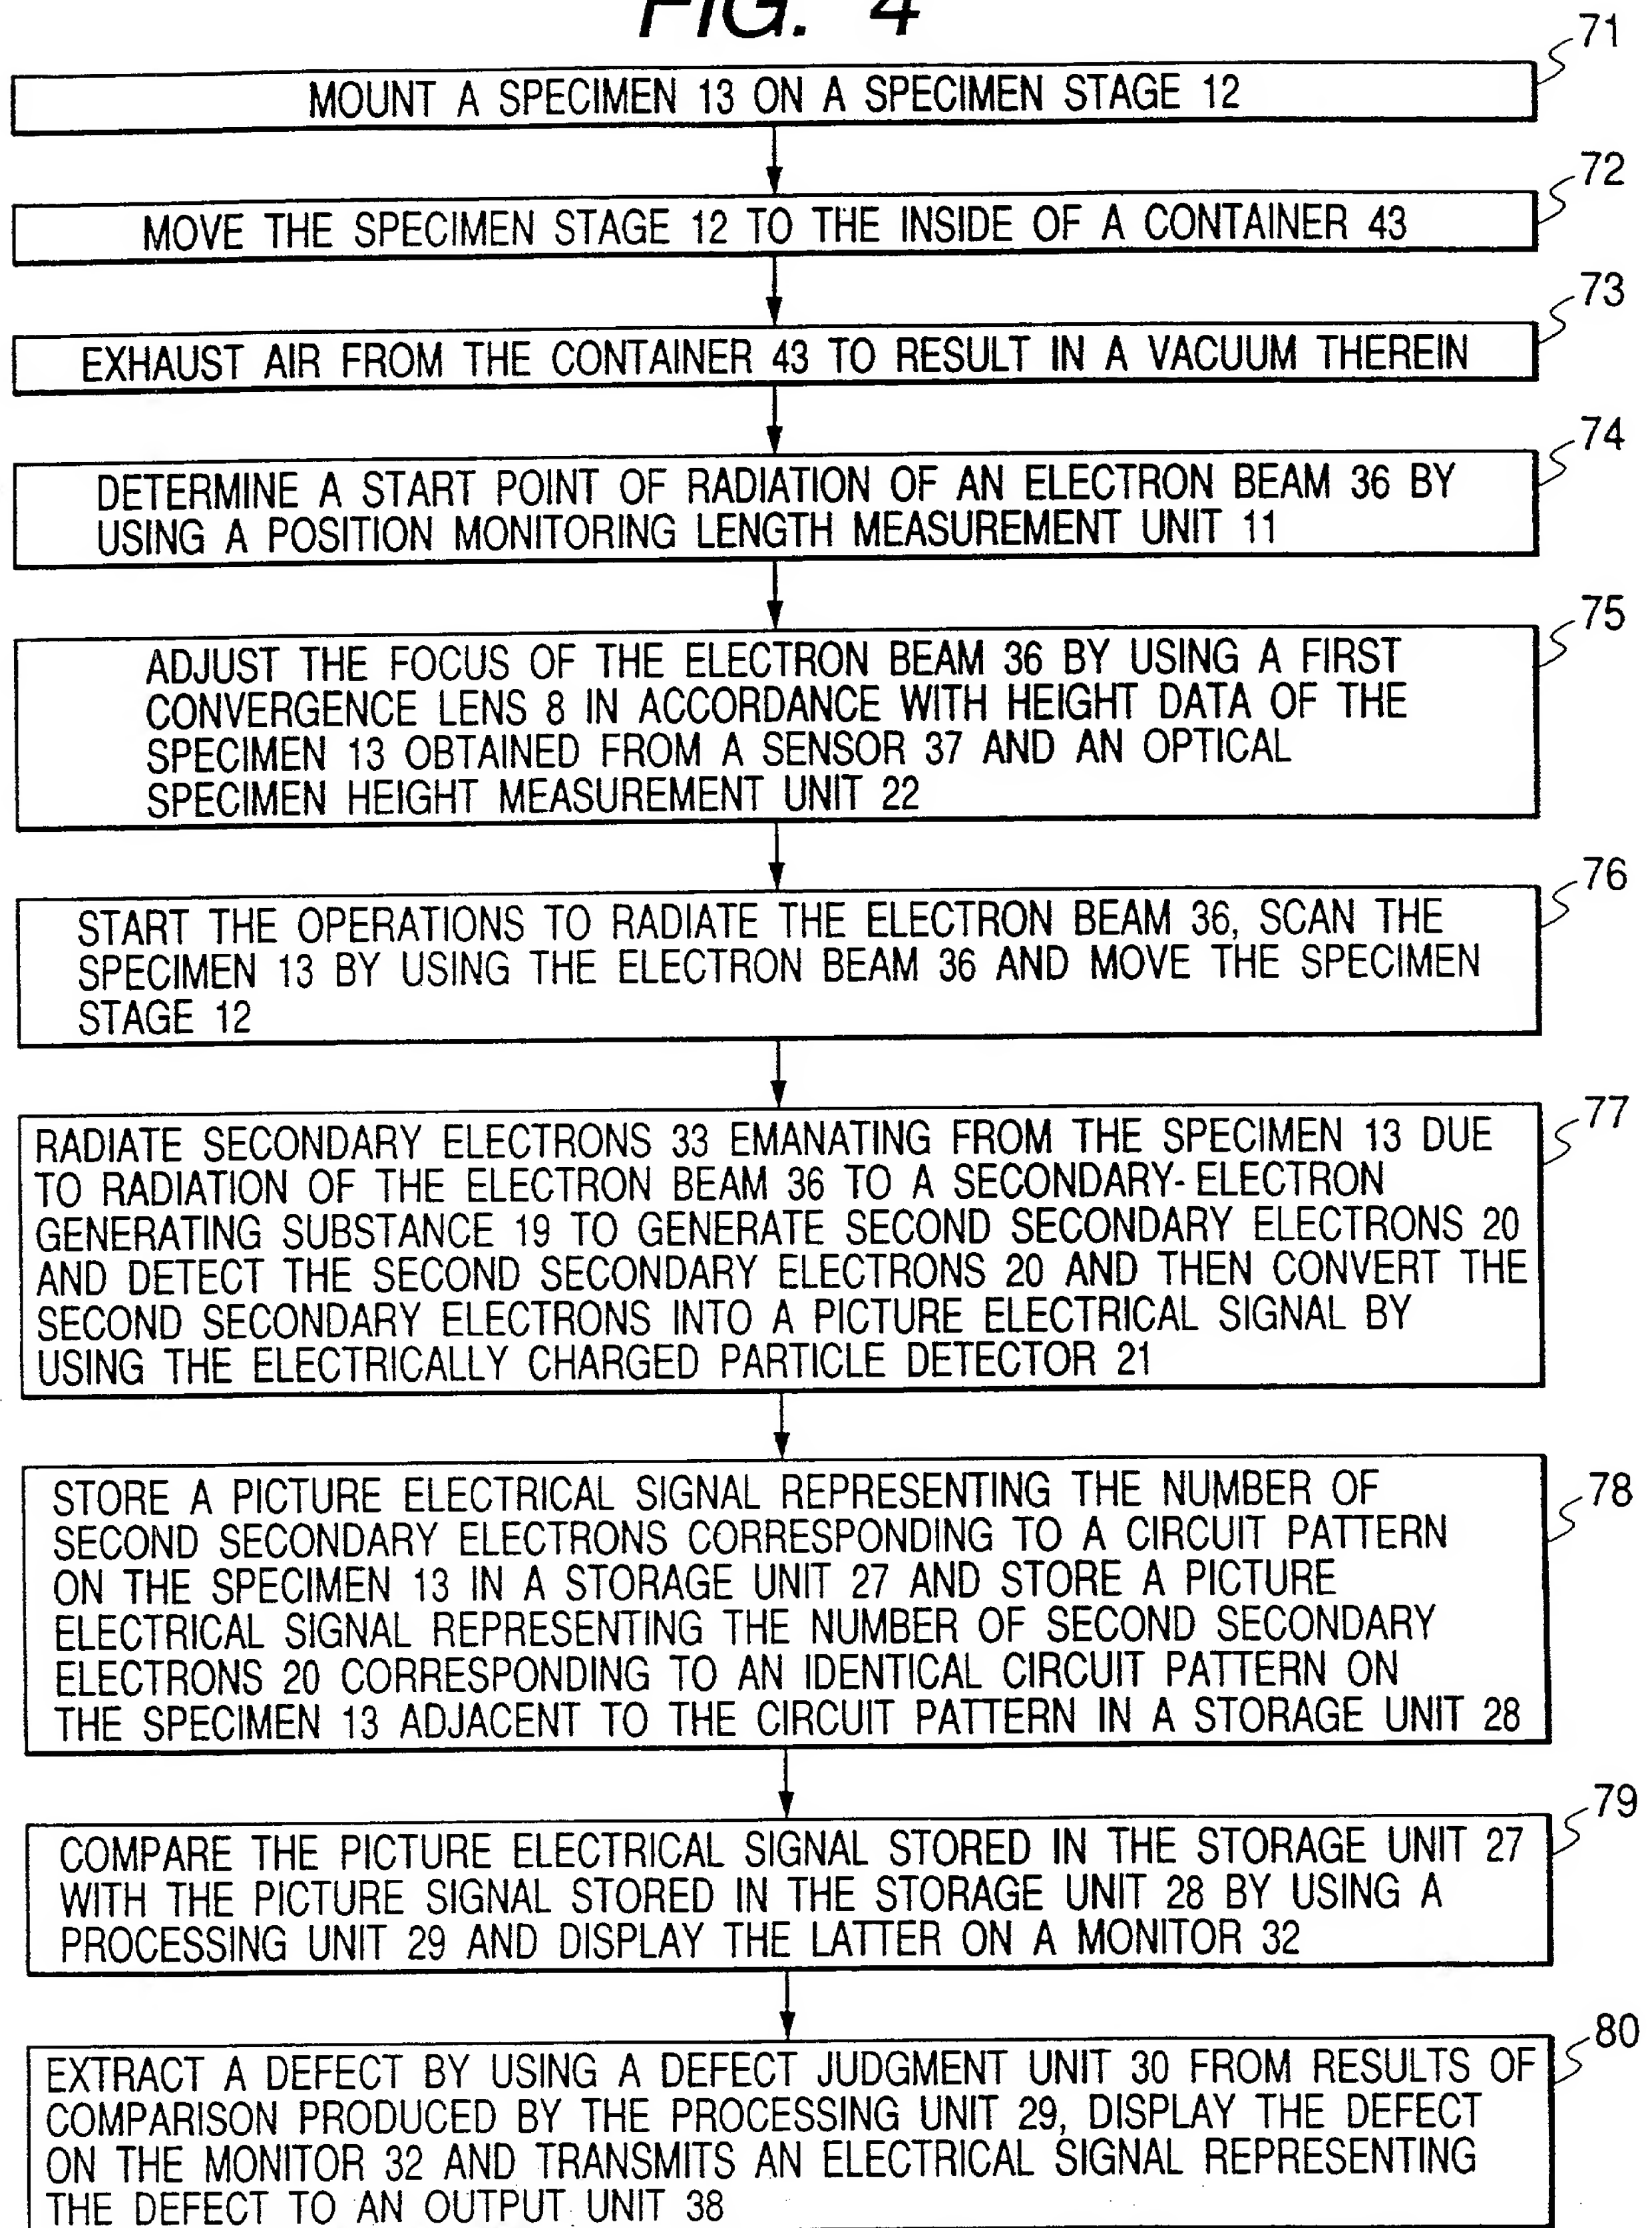 FIG. 4
71
MOUNT A SPECIMEN 13 ON A SPECIMEN STAGE 12
72
MOVE THE SPECIMEN STAGE 12 TO THE INSIDE OF A CONTAINER 43
73
EXHAUST AIR FROM THE CONTAINER 43 TO RESULT IN A VACUUM THEREIN
74
DETERMINE A START POINT OF RADIATION OF AN ELECTRON BEAM 36 BY
USING A POSITION MONITORING LENGTH MEASUREMENT UNIT 11
75
ADJUST THE FOCUS OF THE ELECTRON BEAM 36 BY USING A FIRST
CONVERGENCE LENS 8 IN ACCORDANCE WITH HEIGHT DATA OF THE
SPECIMEN 13 OBTAINED FROM A SENSOR 37 AND AN OPTICAL
SPECIMEN HEIGHT MEASUREMENT UNIT 22
76
START THE OPERATIONS TO RADIATE THE ELECTRON BEAM 36, SCAN THE
SPECIMEN 13 BY USING THE ELECTRON BEAM 36 AND MOVE THE SPECIMEN
STAGE 12
77
RADIATE SECONDARY ELECTRONS 33 EMANATING FROM THE SPECIMEN 13 DUE
TO RADIATION OF THE ELECTRON BEAM 36 TO A SECONDARY-ELECTRON
GENERATING SUBSTANCE 19 TO GENERATE SECOND SECONDARY ELECTRONS 20
AND DETECT THE SECOND SECONDARY ELECTRONS 20 AND THEN CONVERT THE
SECOND SECONDARY ELECTRONS INTO A PICTURE ELECTRICAL SIGNAL BY
USING THE ELECTRICALLY CHARGED PARTICLE DETECTOR 21
78
STORE A PICTURE ELECTRICAL SIGNAL REPRESENTING THE NUMBER OF
SECOND SECONDARY ELECTRONS CORRESPONDING TO A CIRCUIT PATTERN
ON THE SPECIMEN 13 IN A STORAGE UNIT 27 AND STORE A PICTURE
ELECTRICAL SIGNAL REPRESENTING THE NUMBER OF SECOND SECONDARY
ELECTRONS 20 CORRESPONDING TO AN IDENTICAL CIRCUIT PATTERN ON
THE SPECIMEN 13 ADJACENT TO THE CIRCUIT PATTERN IN A STORAGE UNIT 28
79
COMPARE THE PICTURE ELECTRICAL SIGNAL STORED IN THE STORAGE UNIT 27
WITH THE PICTURE SIGNAL STORED IN THE STORAGE UNIT 28 BY USING A
PROCESSING UNIT 29 AND DISPLAY THE LATTER ON A MONITOR 32
80
EXTRACT A DEFECT BY USING A DEFECT JUDGMENT UNIT 30 FROM RESULTS OF
COMPARISON PRODUCED BY THE PROCESSING UNIT 29, DISPLAY THE DEFECT
ON THE MONITOR 32 AND TRANSMITS AN ELECTRICAL SIGNAL REPRESENTING
THE DEFECT TO AN OUTPUT UNIT 38